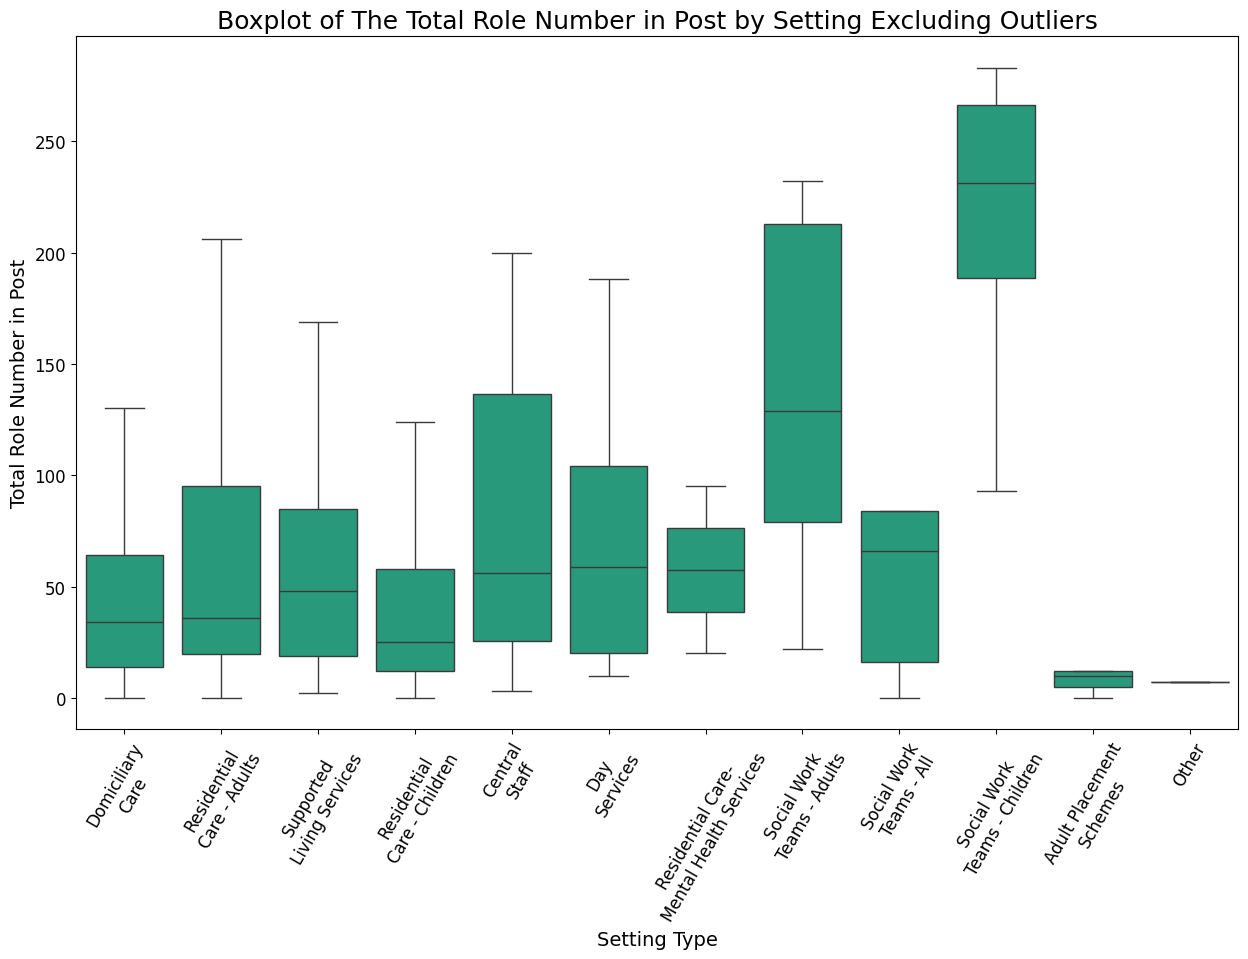 Boxplot of The Total Role Number in Post by Setting Excluding Outliers
Total Role Number in Post
250
200
150
100
50
0
Domiciliary
Care
Residential
Care - Adults
Supported
Living Services
Residential
Care - Children
Central
Staff
Day
Services
Residential Care-
Mental Health Services
Social Work
Teams - Adults
Social Work
Teams - All
Social Work
Teams - Children
Adult Placement
Schemes
Other
Setting Type